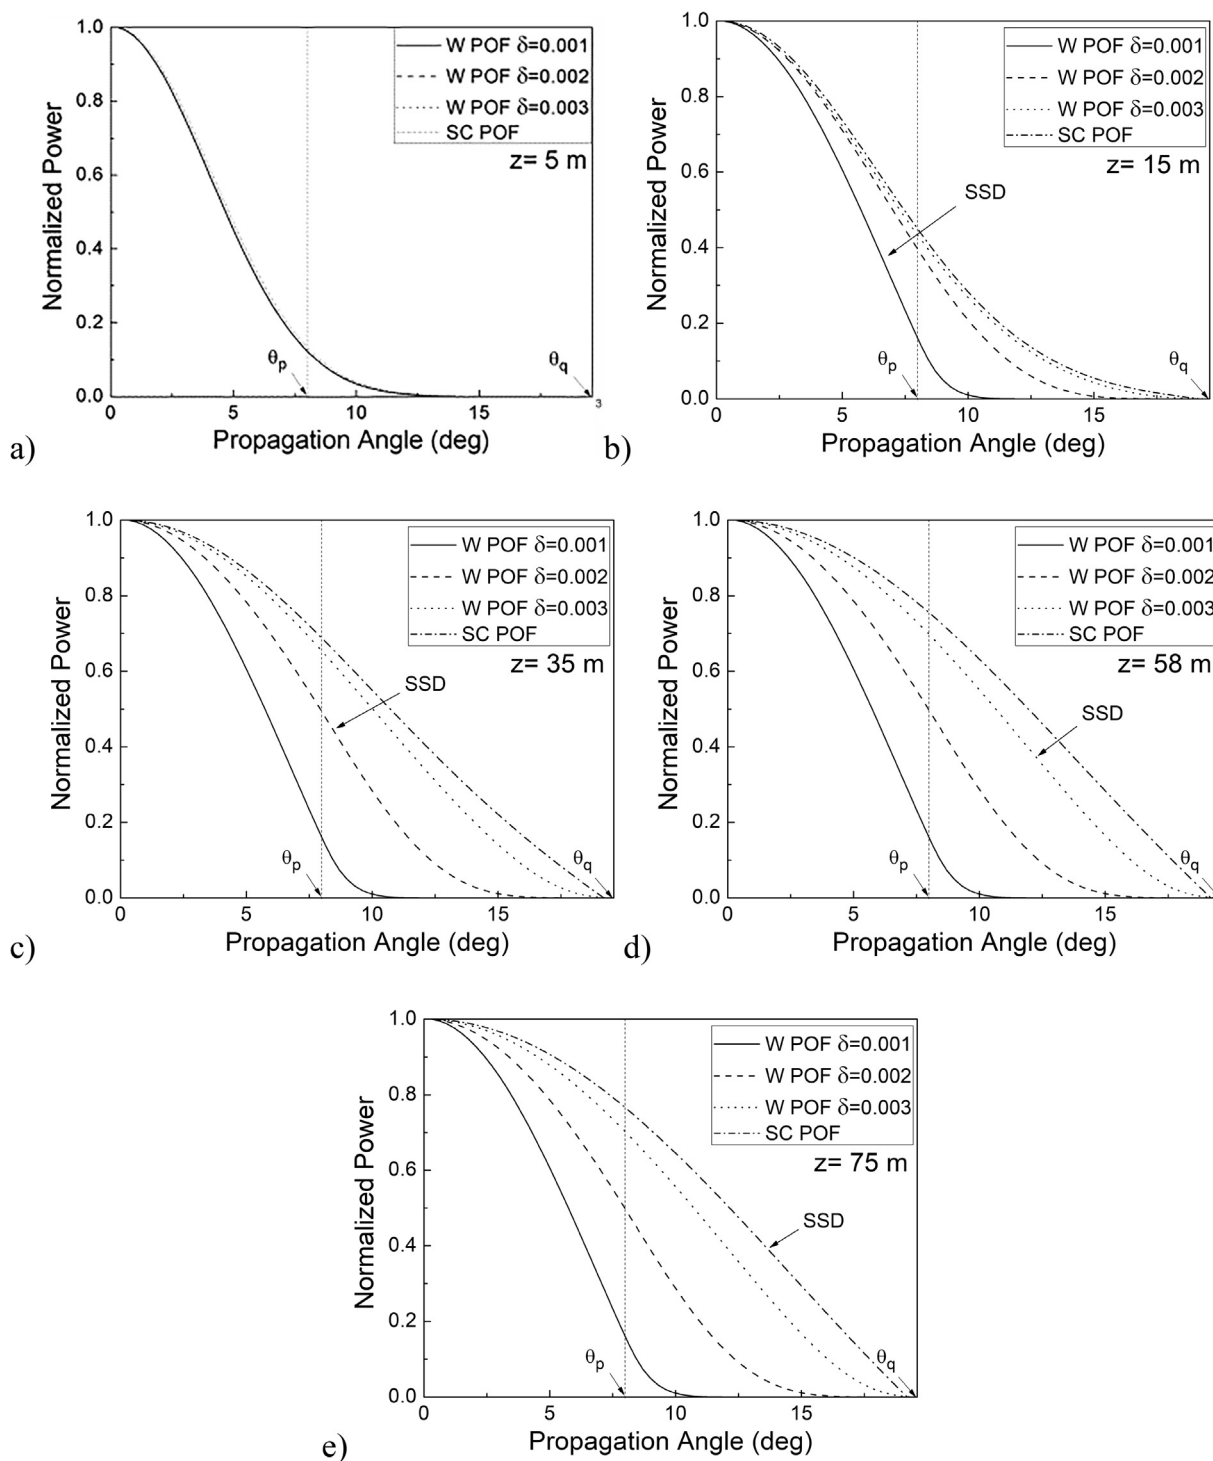 1.0
0.8
0.6
0.4
0.2
0.0
Normalized Power
W POF δ=0.001
W POF δ=0.002
W POF δ=0.003
SC POF
z= 5 m
θp
θq
3
0 5 10 15
Propagation Angle (deg)
a)
1.0
0.8
0.6
0.4
0.2
0.0
Normalized Power
W POF δ=0.001
W POF δ=0.002
W POF δ=0.003
SC POF
z= 15 m
SSD
θp
θq
0 5 10 15
Propagation Angle (deg)
b)
1.0
0.8
0.6
0.4
0.2
0.0
Normalized Power
W POF δ=0.001
W POF δ=0.002
W POF δ=0.003
SC POF
z= 35 m
SSD
θp
θq
0 5 10 15
Propagation Angle (deg)
c)
1.0
0.8
0.6
0.4
0.2
0.0
Normalized Power
W POF δ=0.001
W POF δ=0.002
W POF δ=0.003
SC POF
z= 58 m
SSD
θp
θq
0 5 10 15
Propagation Angle (deg)
d)
1.0
0.8
0.6
0.4
0.2
0.0
Normalized Power
W POF δ=0.001
W POF δ=0.002
W POF δ=0.003
SC POF
z= 75 m
SSD
θp
θq
0 5 10 15
Propagation Angle (deg)
e)